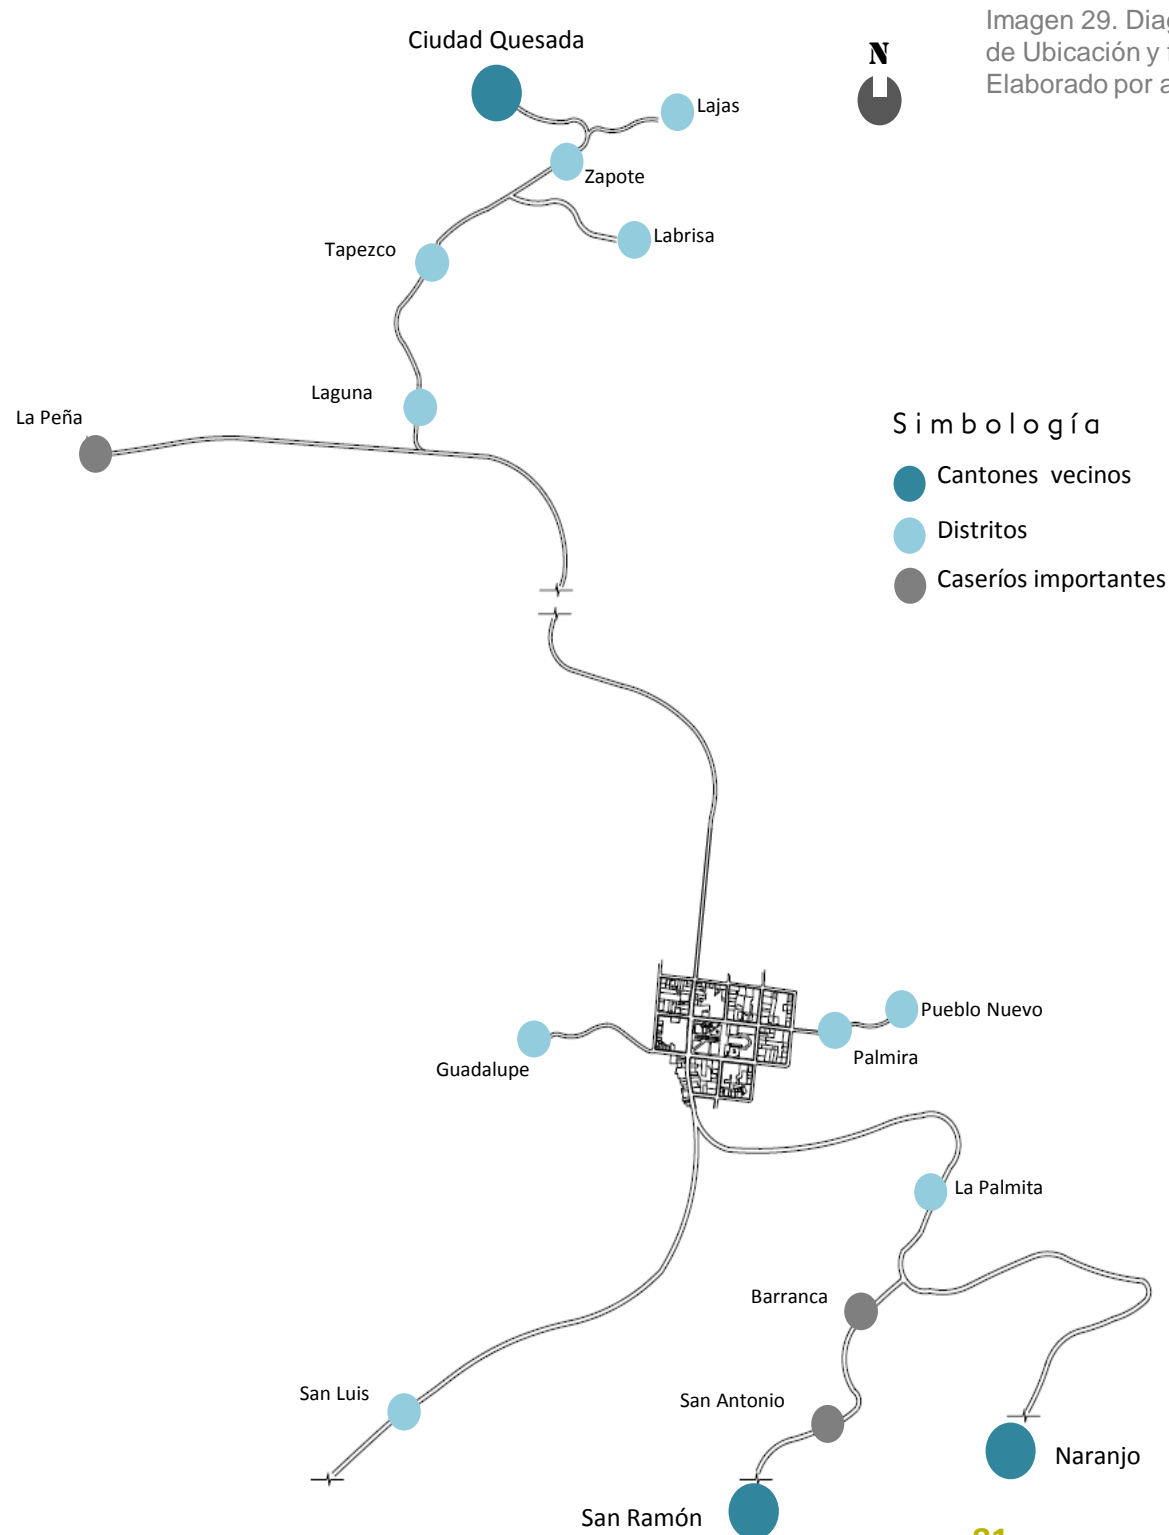 Imagen 29.
de Ubicación y
Elaborado por
Ciudad Quesada
N
Lajas
Zapote
Labrisa
Tapezco
Laguna
La Peña
Simbología
Cantones vecinos
Distritos
Caseríos importantes
Pueblo Nuevo
Palmira
Guadalupe
La Palmita
Barranca
San Luis
San Antonio
Naranjo
San Ramón